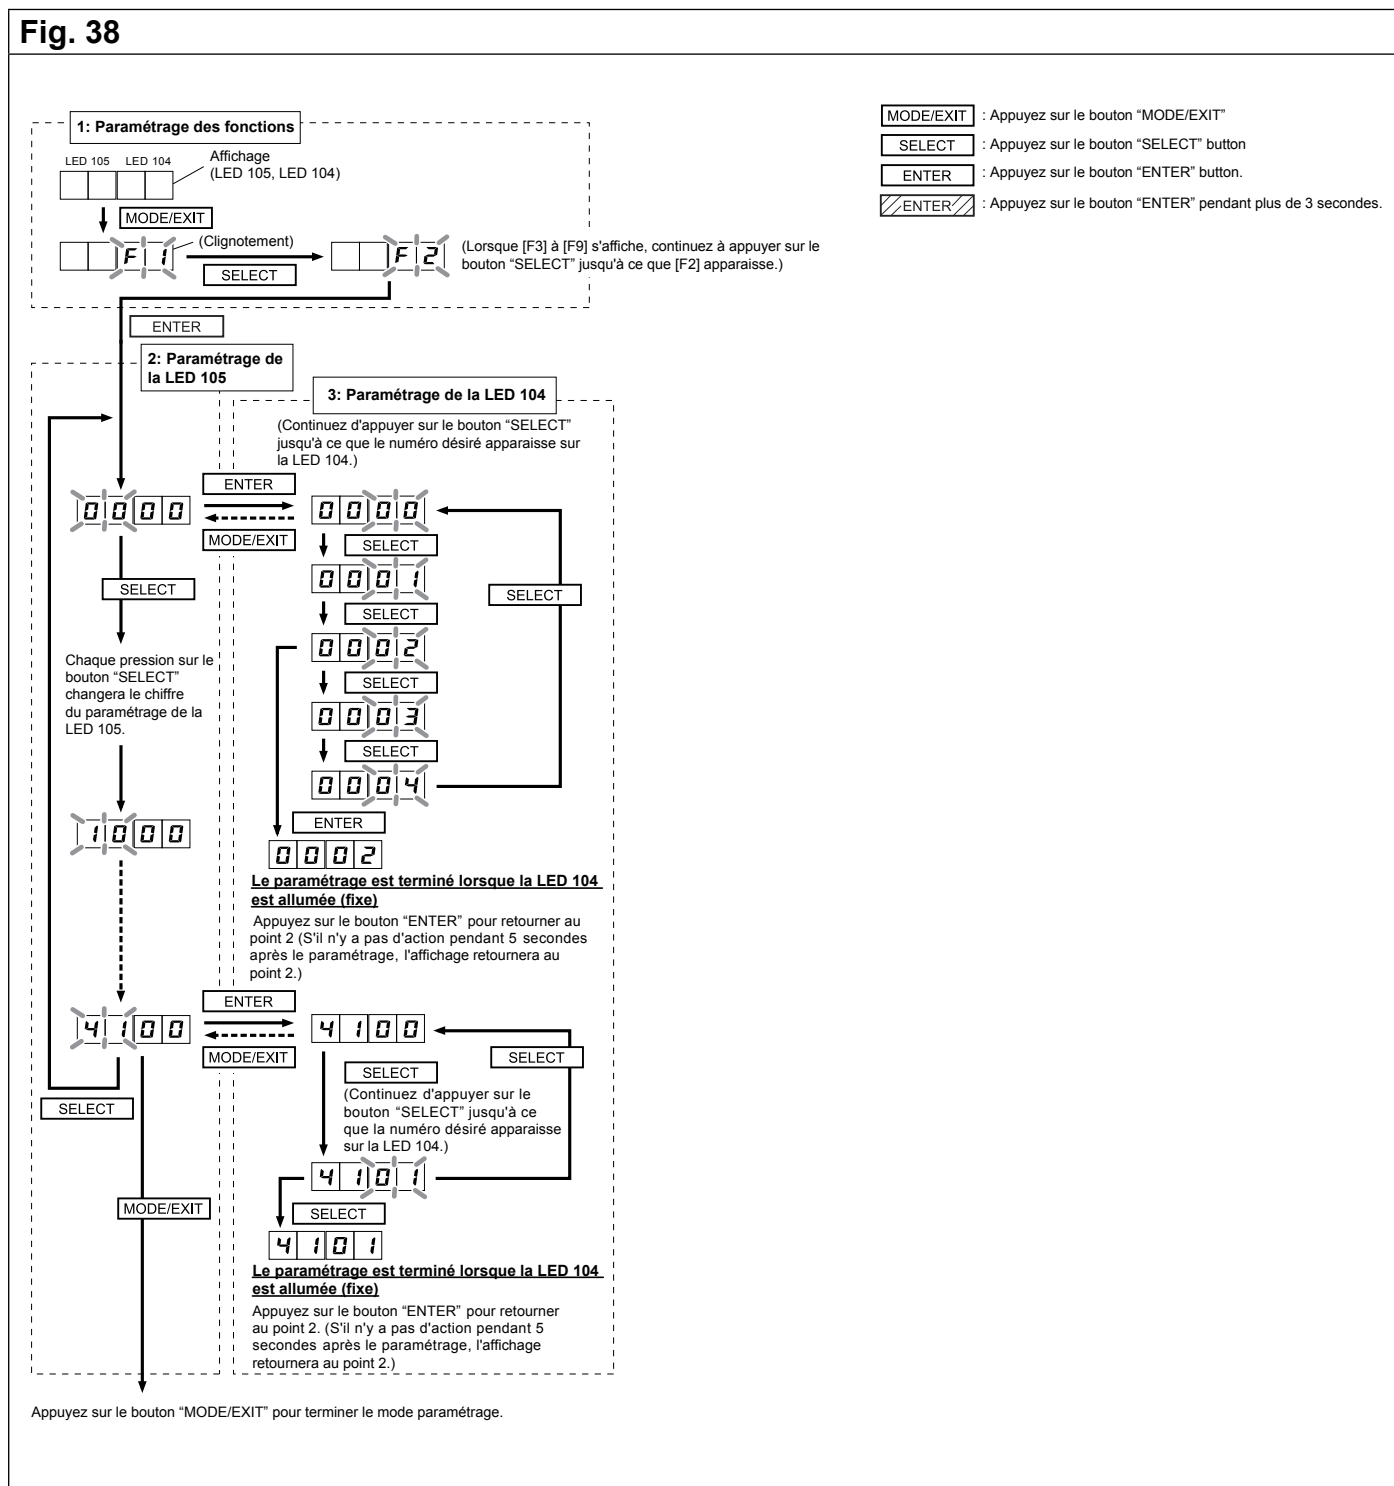 Fig. 38
1: Paramétrage des fonctions
LED 105 LED 104
Affichage
(LED 105, LED 104)
MODE/EXIT
F 1
(Clignotement)
SELECT
F 2
(Lorsque [F3] à [F9] s'affiche, continuez à appuyer sur le
bouton “SELECT” jusqu'à ce que [F2] apparaisse.)
ENTER
MODE/EXIT : Appuyez sur le bouton “MODE/EXIT”
SELECT : Appuyez sur le bouton “SELECT” button
ENTER : Appuyez sur le bouton “ENTER” button.
ENTER : Appuyez sur le bouton “ENTER” pendant plus de 3 secondes.
2: Paramétrage de
la LED 105
0 0 0 0
ENTER
MODE/EXIT
SELECT
Chaque pression sur le
bouton “SELECT”
changera le chiffre
du paramétrage de la
LED 105.
1 0 0 0
4 1 0 0
ENTER
MODE/EXIT
SELECT
MODE/EXIT
3: Paramétrage de la LED 104
(Continuez d'appuyer sur le bouton “SELECT”
jusqu'à ce que le numéro désiré apparaisse sur
la LED 104.)
0 0 0 0
SELECT
0 0 0 1
SELECT
SELECT
0 0 0 2
SELECT
0 0 0 3
SELECT
0 0 0 4
ENTER
0 0 0 2
Le paramétrage est terminé lorsque la LED 104
est allumée (fixe)
Appuyez sur le bouton “ENTER” pour retourner au
point 2 (S'il n'y a pas d'action pendant 5 secondes
après le paramétrage, l'affichage retournera au
point 2.)
4 1 0 0
SELECT
SELECT
(Continuez d'appuyer sur le
bouton “SELECT” jusqu'à ce
que la numéro désiré apparaisse
sur la LED 104.)
4 1 0 1
SELECT
4 1 0 1
Le paramétrage est terminé lorsque la LED 104
est allumée (fixe)
Appuyez sur le bouton “ENTER” pour retourner
au point 2. (S'il n'y a pas d'action pendant 5
secondes après le paramétrage, l'affichage
retournera au point 2.)
Appuyez sur le bouton “MODE/EXIT” pour terminer le mode paramétrage.